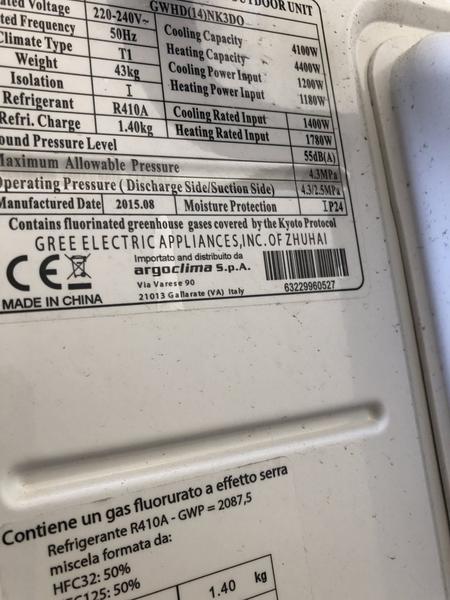 ated Voltage 220-240V~ OUTDOOR UNIT
GWHD(14)NK3DO
ted Frequency 50Hz Cooling Capacity 4100W
Climate Type T1 Heating Capacity 4400W
Weight 43kg Cooling Power Input 1200W
Isolation I Heating Power Input 1180W
Refrigerant R410A Cooling Rated Input 1400W
Refri. Charge 1.40kg Heating Rated Input 1780W
ound Pressure Level 55dB(A)
Maximum Allowable Pressure 4.3MPa
Operating Pressure ( Discharge Side/Suction Side) 4.3/2.5MPa
Manufactured Date 2015.08 Moisture Protection IP24
Contains fluorinated greenhouse gases covered by the Kyoto Protocol
GREE ELECTRIC APPLIANCES,INC. OF ZHUHAI
CE
Importato and distribuito da
argoclima S.p.A.
Via Varese 90
21013 Gallarate (VA) Italy
63229960527
MADE IN CHINA
Contiene un gas fluorurato a effetto serra
Refrigerante R410A - GWP = 2087,5
miscela formata da:
HFC32: 50%
C125: 50%
1.40 kg